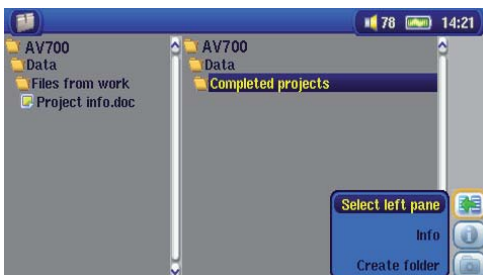 78 14:21
AV700
Data
Files from work
Project info.doc
AV700
Data
Completed projects
Select left pane
Info
Create folder